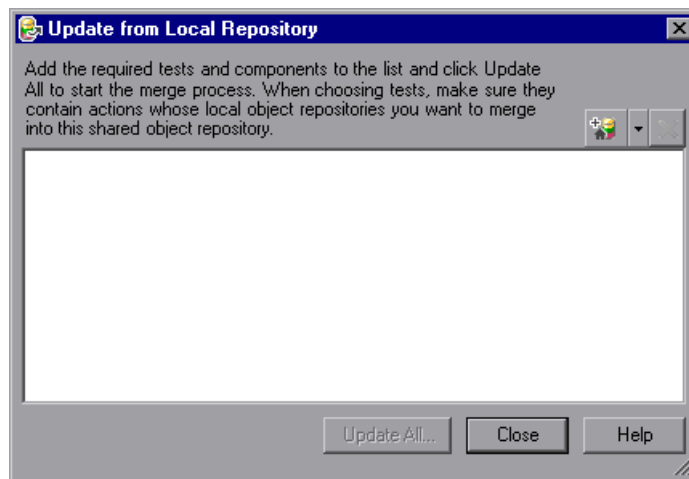 Update from Local Repository
Add the required tests and components to the list and click Update
All to start the merge process. When choosing tests, make sure they
contain actions whose local object repositories you want to merge
into this shared object repository.
Update All... Close Help